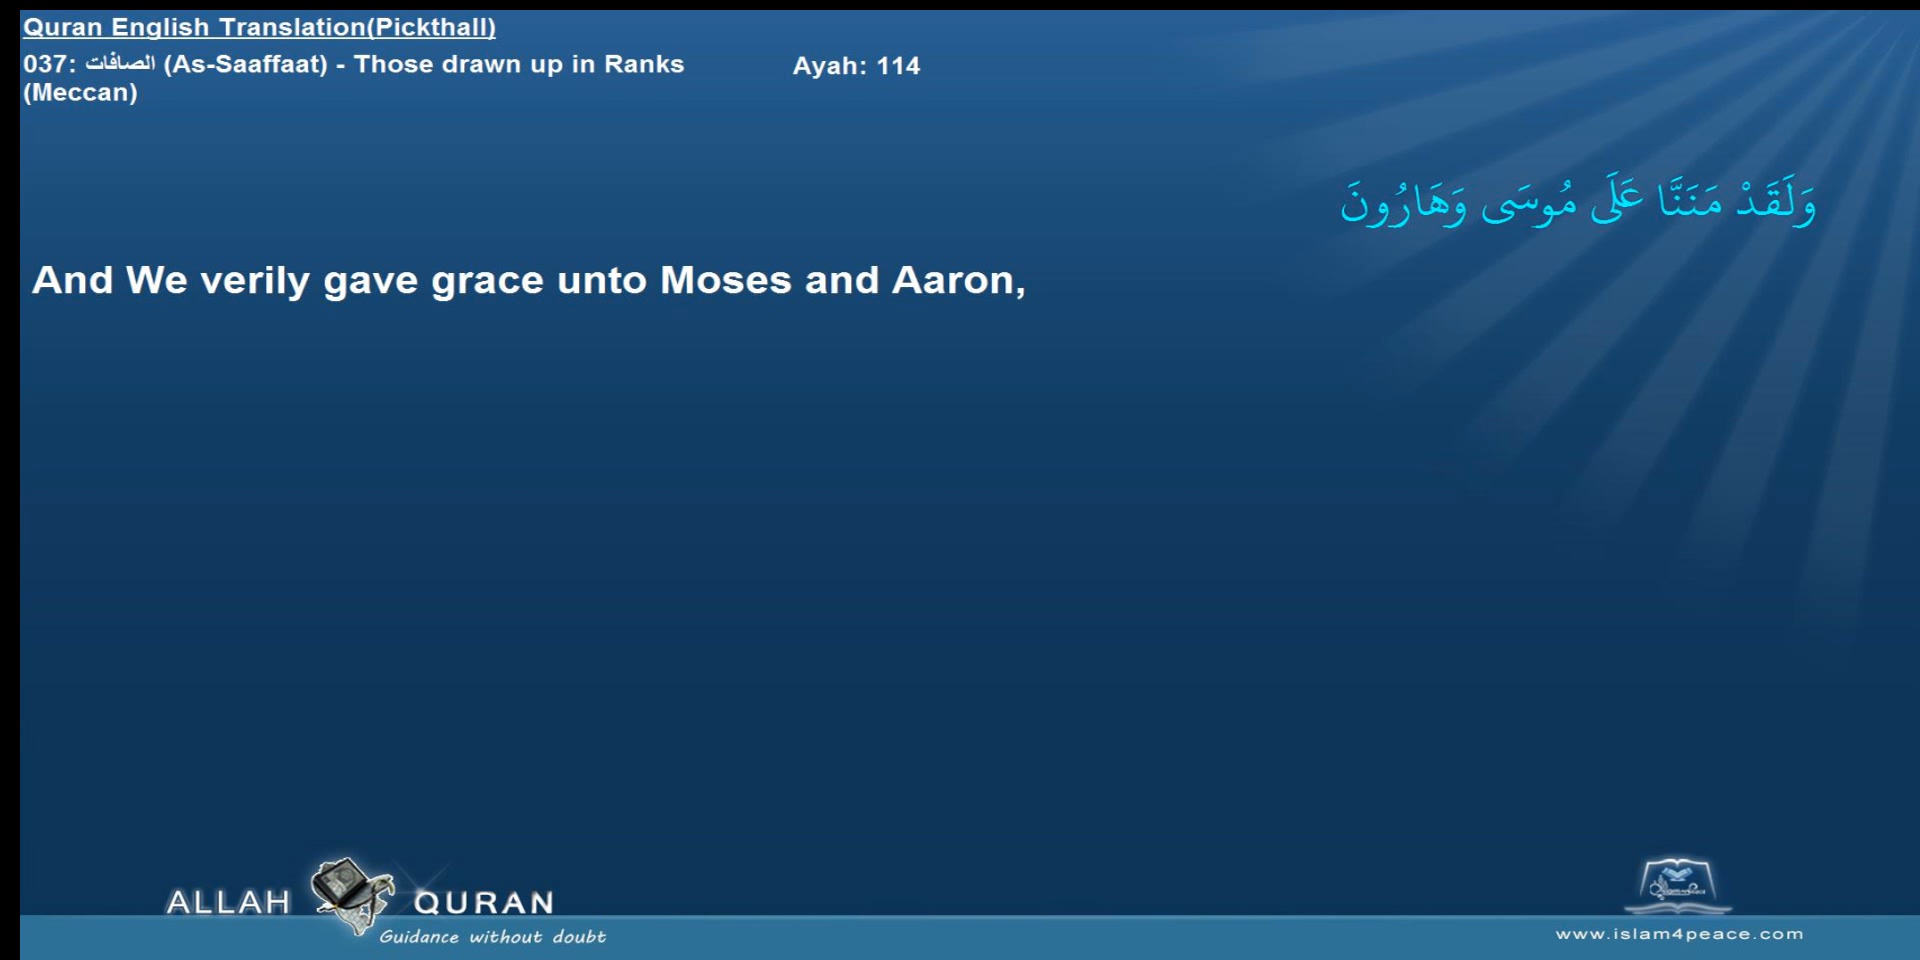 Quran English Translation(Pickthall)
037: الصافات (As-Saaffaat) - Those drawn up in Ranks
(Meccan)
Ayah: 114
وَلَقَدْ مَنَنَّا عَلَى مُوسَى وَهَارُونَ
And We verily gave grace unto Moses and Aaron,
ALLAH QURAN
Guidance without doubt
www.islam4peace.com